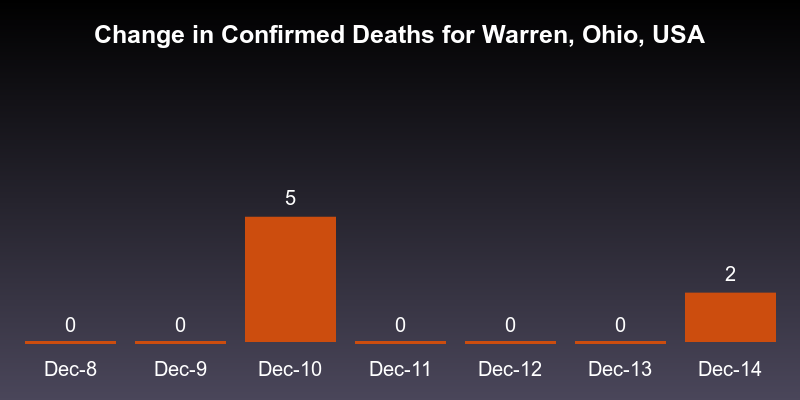 Change in Confirmed Deaths for Warren, Ohio, USA
5
2
0 0 0 0 0
Dec-8 Dec-9 Dec-10 Dec-11 Dec-12 Dec-13 Dec-14